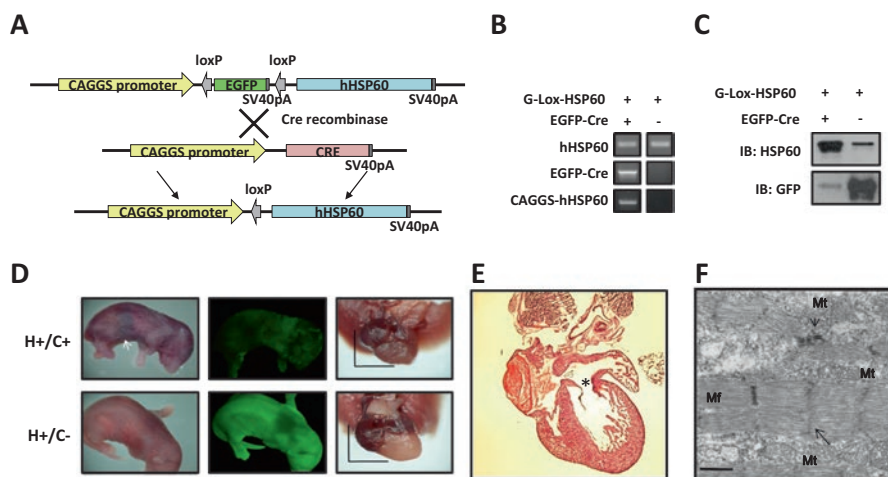 A
loxP loxP
CAGGS promoter EGFP hHSP60
SV40pA SV40pA
Cre recombinase
CAGGS promoter CRE
SV40pA
loxP
CAGGS promoter hHSP60
SV40pA
B
G-Lox-HSP60 + +
EGFP-Cre + -
hHSP60
EGFP-Cre
CAGGS-hHSP60
C
G-Lox-HSP60 + +
EGFP-Cre + -
IB: HSP60
IB: GFP
D
H+/C+
H+/C-
E
*
F
Mt
Mt
Mf
Mt